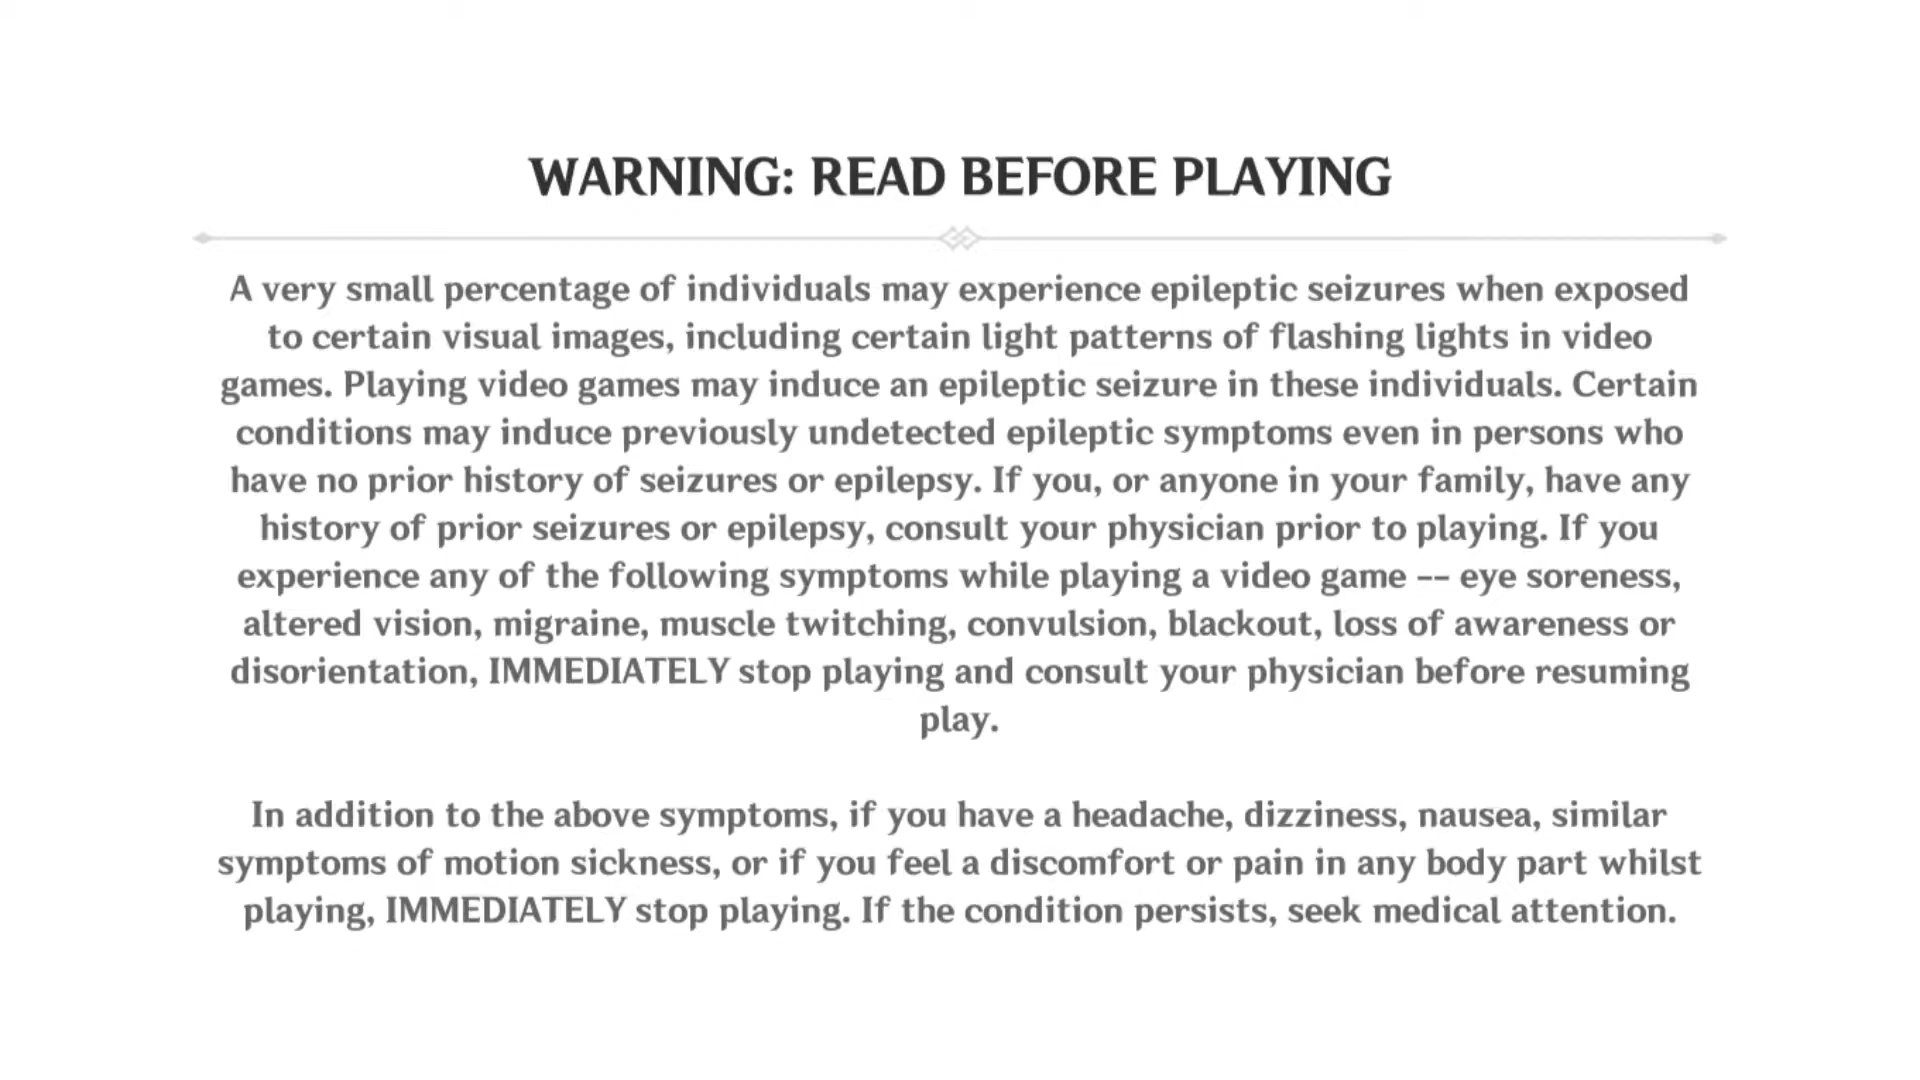 WARNING: READ BEFORE PLAYING
A very small percentage of individuals may experience epileptic seizures when exposed
to certain visual images, including certain light patterns of flashing lights in video
games. Playing video games may induce an epileptic seizure in these individuals. Certain
conditions may induce previously undetected epileptic symptoms even in persons who
have no prior history of seizures or epilepsy. If you, or anyone in your family, have any
history of prior seizures or epilepsy, consult your physician prior to playing. If you
experience any of the following symptoms while playing a video game -- eye soreness,
altered vision, migraine, muscle twitching, convulsion, blackout, loss of awareness or
disorientation, IMMEDIATELY stop playing and consult your physician before resuming
play.
In addition to the above symptoms, if you have a headache, dizziness, nausea, similar
symptoms of motion sickness, or if you feel a discomfort or pain in any body part whilst
playing, IMMEDIATELY stop playing. If the condition persists, seek medical attention.